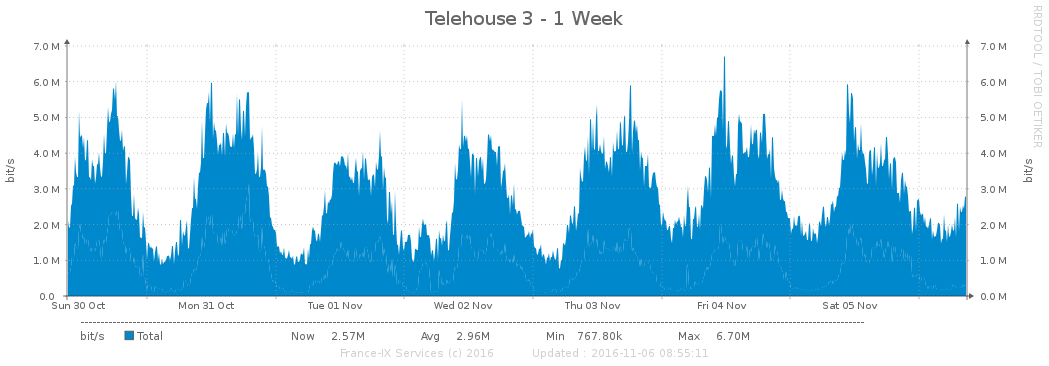 Telehouse 3 - 1 Week
RRDTOOL / TOBI OETIKER
bit/s
7.0 M
6.0 M
5.0 M
4.0 M
3.0 M
2.0 M
1.0 M
0.0
7.0 M
6.0 M
5.0 M
4.0 M
3.0 M
2.0 M
1.0 M
0.0 M
bit/s
Sun 30 Oct Mon 31 Oct Tue 01 Nov Wed 02 Nov Thu 03 Nov Fri 04 Nov Sat 05 Nov
bit/s Total Now 2.57M Avg 2.96M Min 767.80k Max 6.70M
France-IX Services (c) 2016 Updated : 2016-11-06 08:55:11